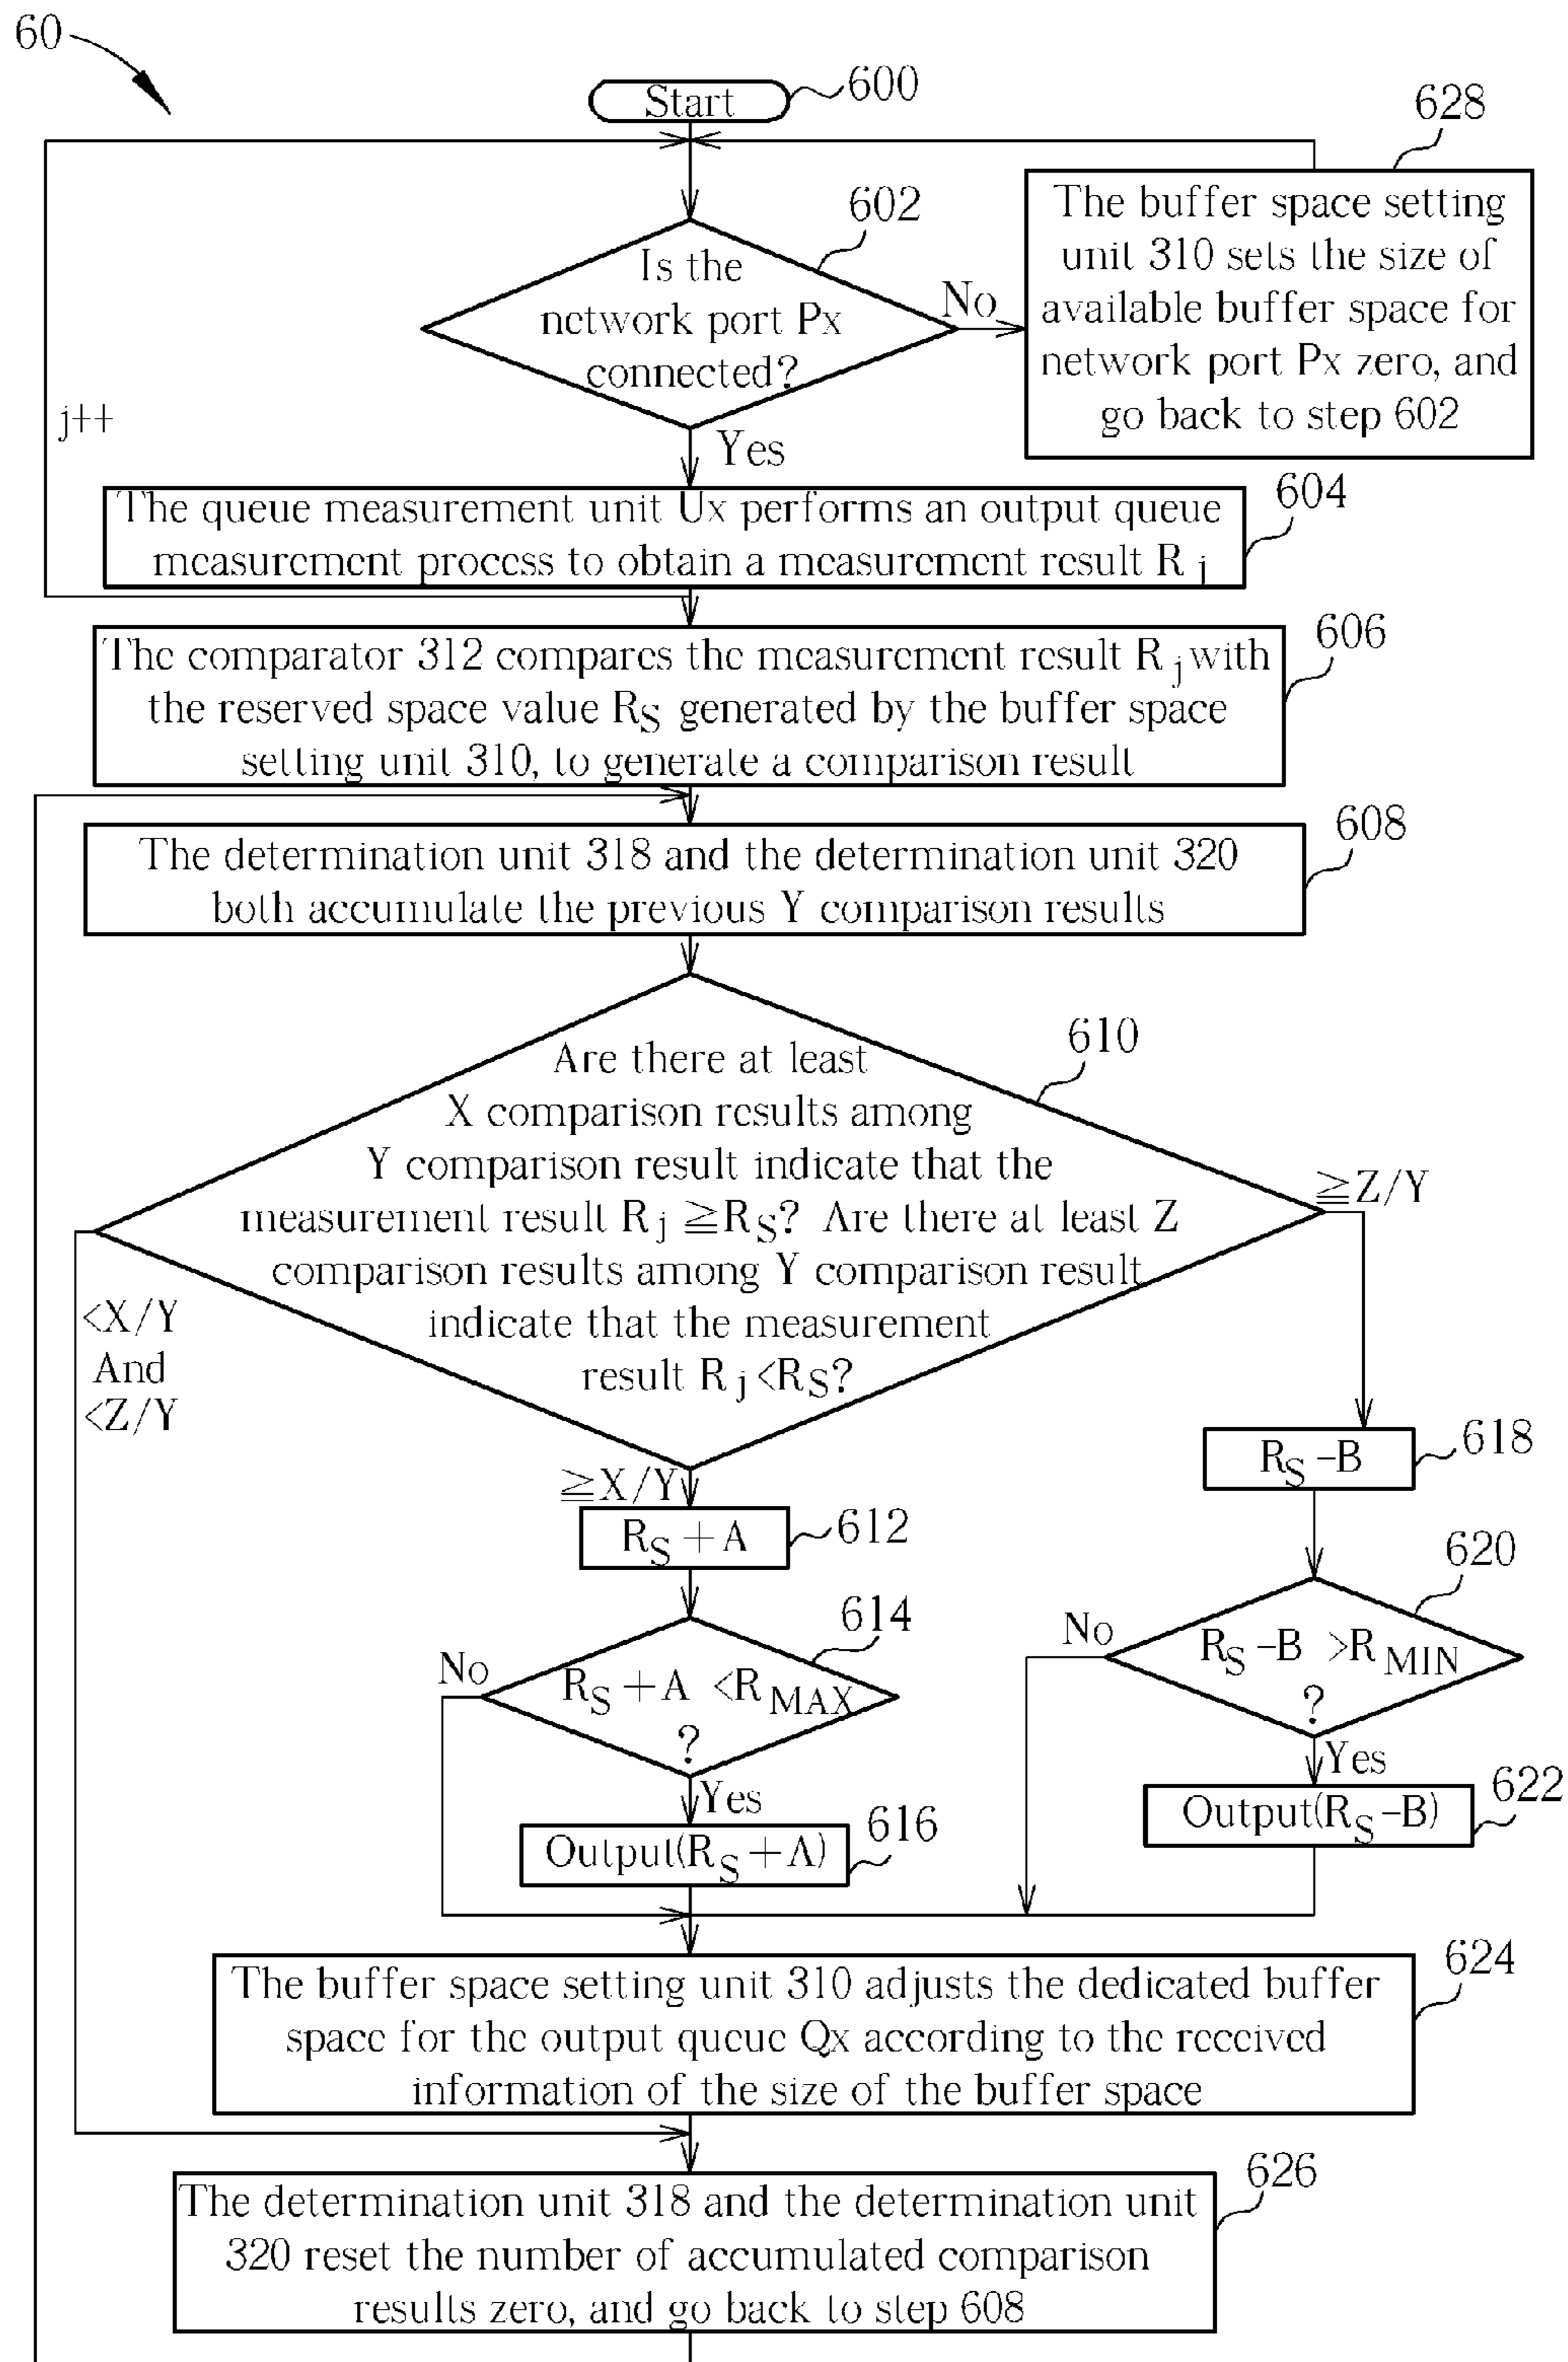 60
Start
600
628
The buffer space setting
unit 310 sets the size of
available buffer space for
network port Px zero, and
go back to step 602
602
Is the
network port Px
connected?
No
Yes
j++
604
The queue measurement unit Ux performs an output queue
measurement process to obtain a measurement result R j
606
The comparator 312 compares the measurement result R j with
the reserved space value RS generated by the buffer space
setting unit 310, to generate a comparison result
608
The determination unit 318 and the determination unit 320
both accumulate the previous Y comparison results
610
Are there at least
X comparison results among
Y comparison result indicate that the
measurement result R j ≧RS? Are there at least Z
comparison results among Y comparison result
indicate that the measurement
result R j <RS?
≧Z/Y
<X/Y
And
<Z/Y
≧X/Y
618
RS -B
612
RS +A
620
RS -B >R MIN
?
No
Yes
614
RS +A <R MAX
?
No
Yes
622
Output(RS -B)
616
Output(RS +A)
624
The buffer space setting unit 310 adjusts the dedicated buffer
space for the output queue Qx according to the received
information of the size of the buffer space
626
The determination unit 318 and the determination unit
320 reset the number of accumulated comparison
results zero, and go back to step 608